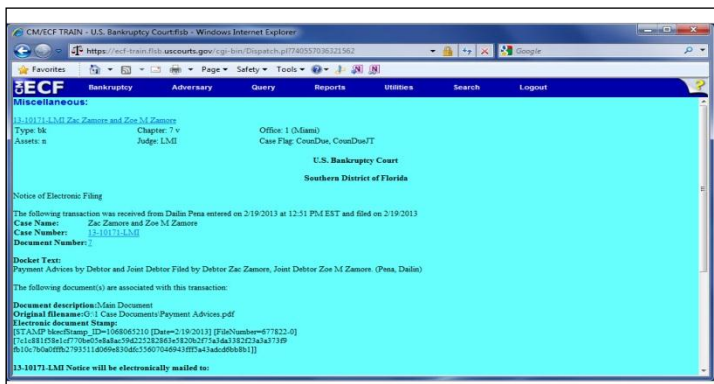 CM/ECF TRAIN - U.S. Bankruptcy Court:flsb - Windows Internet Explorer
https://ecf-train.flsb.uscourts.gov/cgi-bin/Dispatch.pl?740557036321562
Google
Favorites Page Safety Tools
ECF Bankruptcy Adversary Query Reports Utilities Search Logout
Miscellaneous:
13-10171-LMI Zac Zamore and Zoe M Zamore
Type: bk Chapter: 7 v Office: 1 (Miami)
Assets: n Judge: LMI Case Flag: CounDue, CounDueJT
U.S. Bankruptcy Court
Southern District of Florida
Notice of Electronic Filing
The following transaction was received from Dailin Pena entered on 2/19/2013 at 12:51 PM EST and filed on 2/19/2013
Case Name: Zac Zamore and Zoe M Zamore
Case Number: 13-10171-LMI
Document Number: 7
Docket Text:
Payment Advices by Debtor and Joint Debtor Filed by Debtor Zac Zamore, Joint Debtor Zoe M Zamore. (Pena, Dailin)
The following document(s) are associated with this transaction:
Document description:Main Document
Original filename:G:\1 Case Documents\Payment Advices.pdf
Electronic document Stamp:
[STAMP bkecfStamp_ID=1068065210 [Date=2/19/2013] [FileNumber=677822-0]
13-10171-LMI Notice will be electronically mailed to: